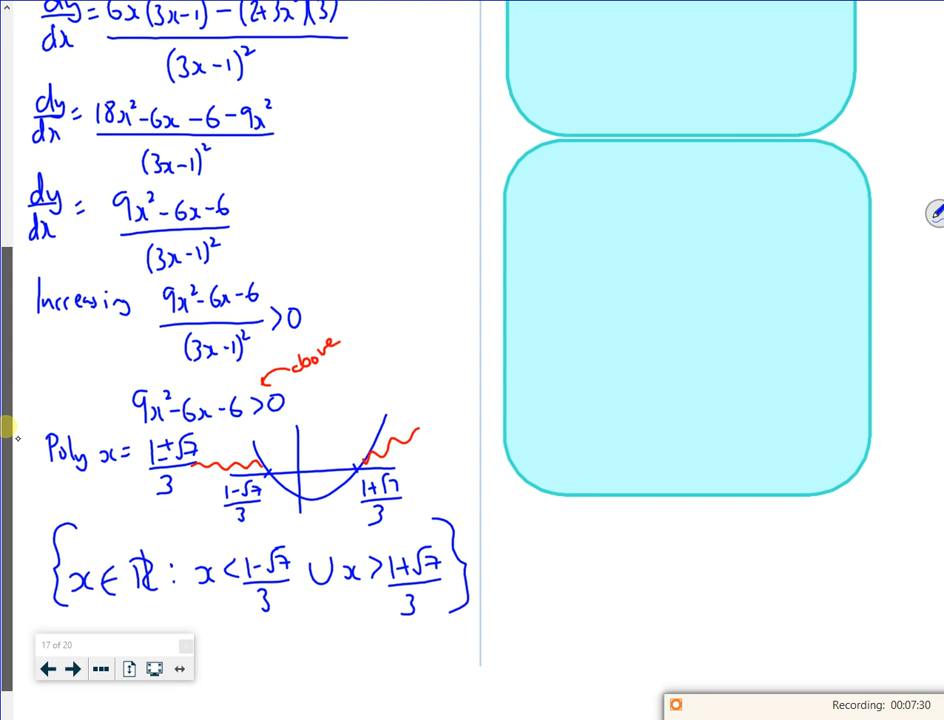 dy/dx = 6x(3x-1) - (2+3x²)(3)
(3x-1)²
dy/dx = 18x²-6x-6-9x²
(3x-1)²
dy/dx = 9x²-6x-6
(3x-1)²
Increasing 9x²-6x-6 / (3x-1)² >0
above
9x²-6x-6>0
Poly x = 1±√7 / 3
1-√7 / 3
1+√7 / 3
{x ∈ ℝ : x < 1-√7 / 3 ∪ x > 1+√7 / 3}
17 of 20
Recording: 00:07:30